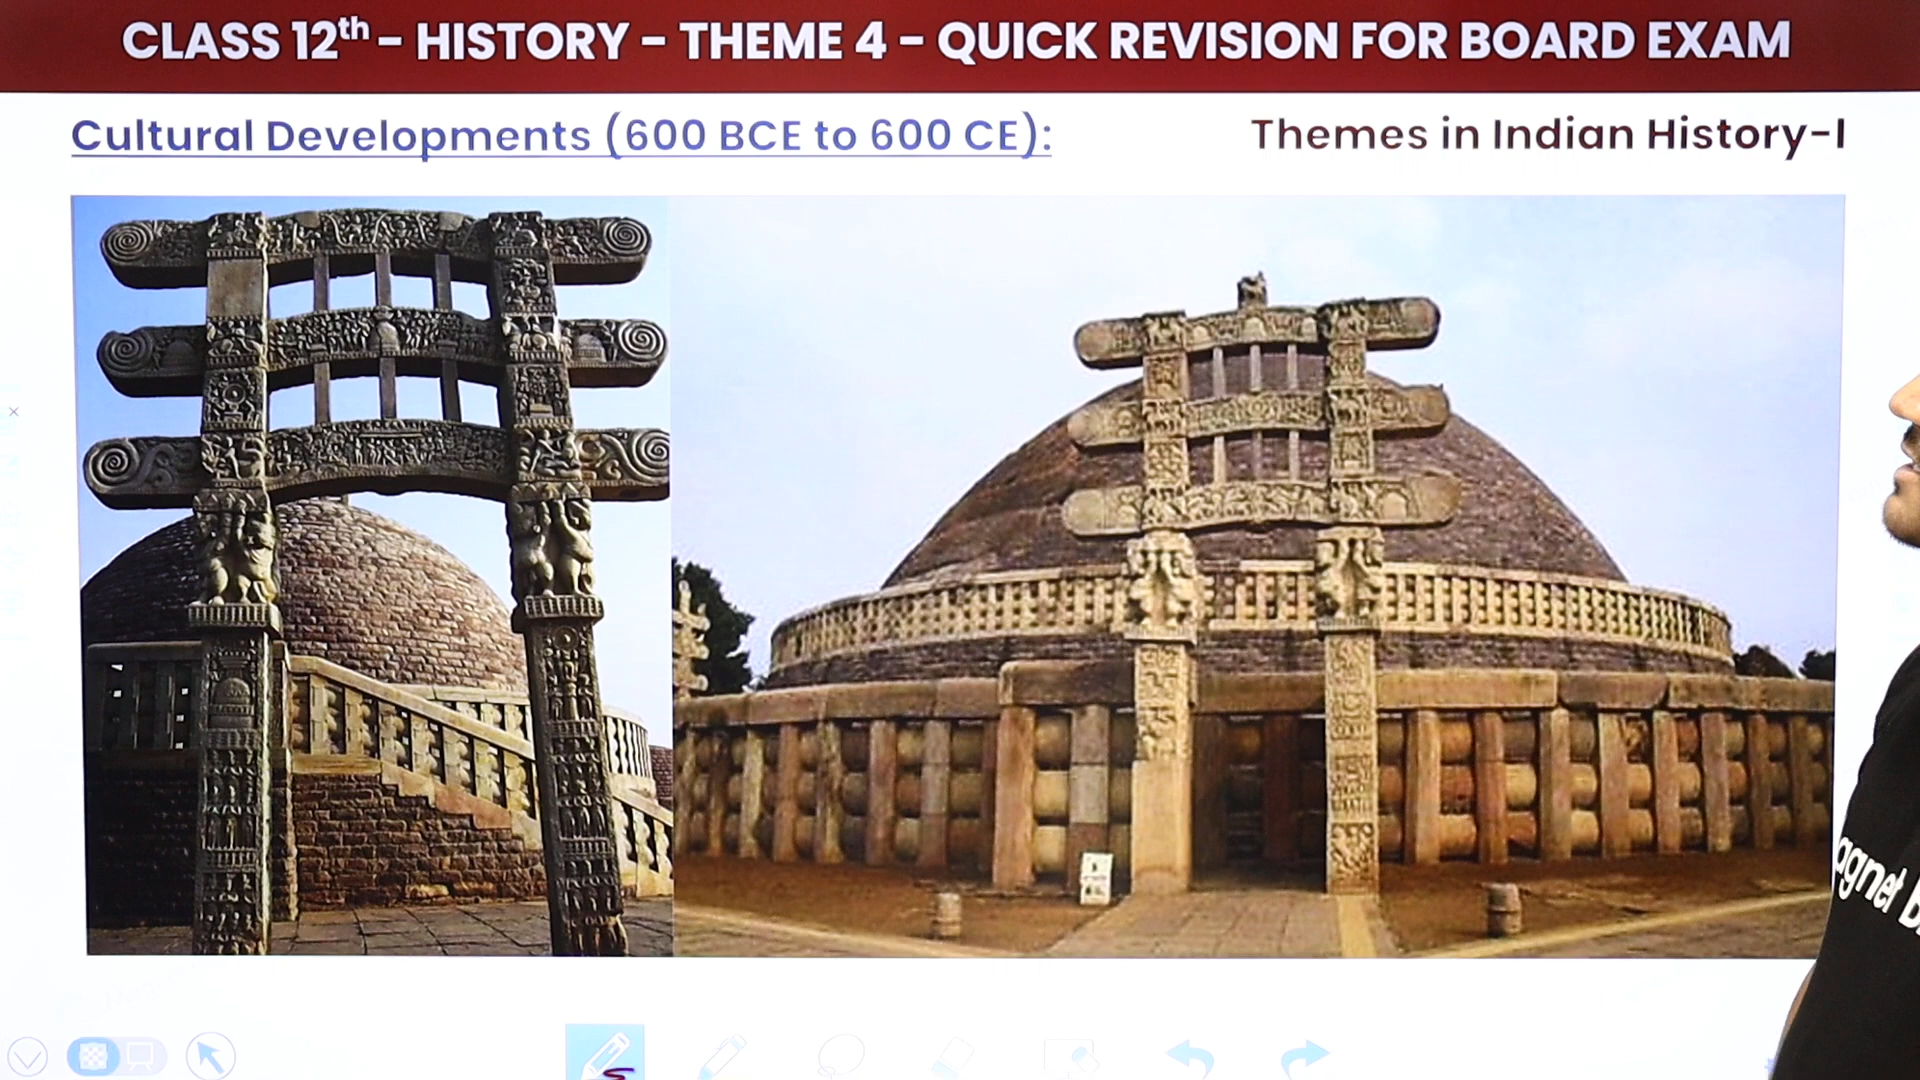 CLASS 12th - HISTORY - THEME 4 - QUICK REVISION FOR BOARD EXAM
Cultural Developments (600 BCE to 600 CE):
Themes in Indian History-I
agnet B